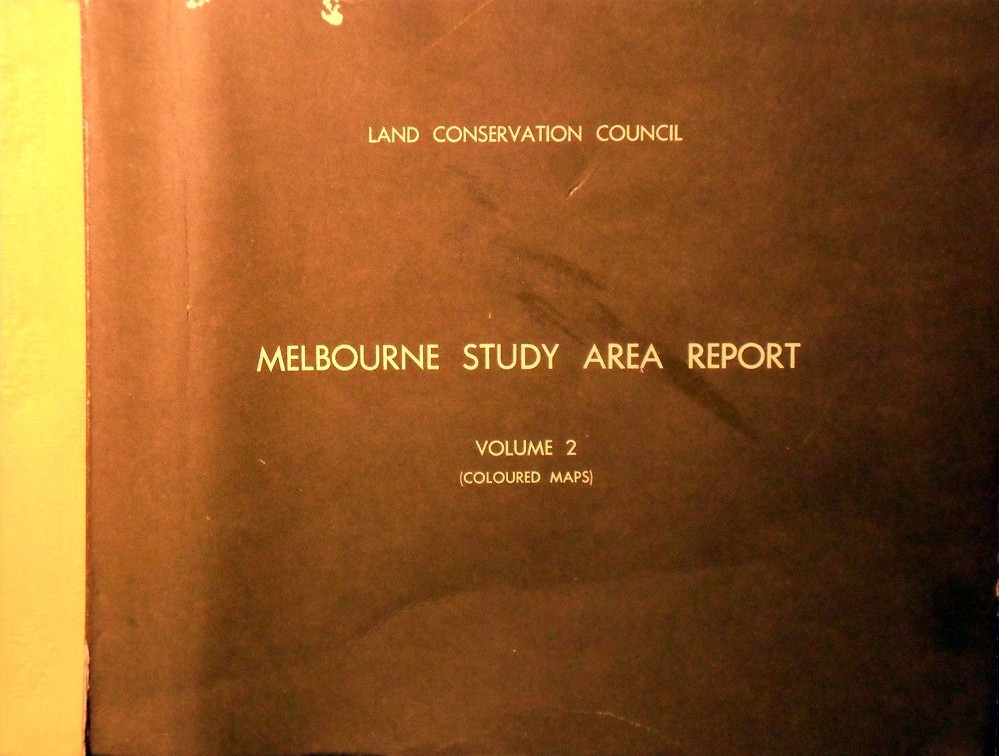 LAND CONSERVATION COUNCIL
MELBOURNE STUDY AREA REPORT
VOLUME 2
(COLOURED MAPS)